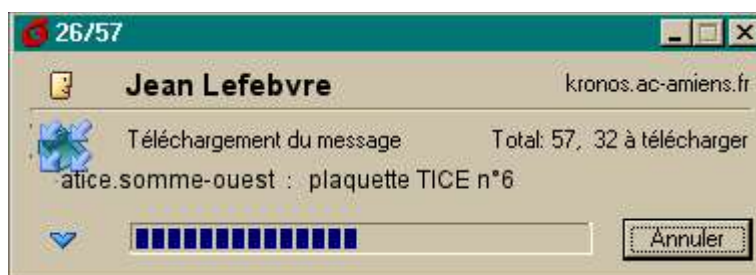 26/57
Jean Lefebvre kronos.ac-amiens.fr
Téléchargement du message Total: 57, 32 à télécharger
atice.somme-ouest : plaquette TICE n°6
Annuler